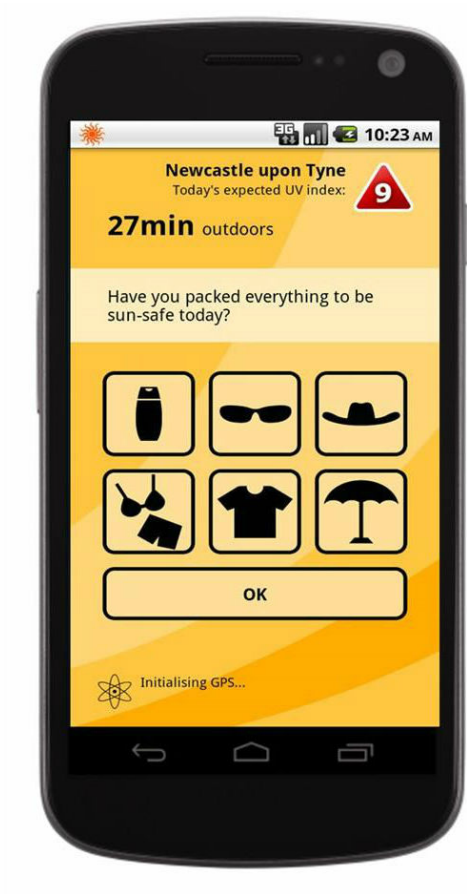 3G
10:23 AM
Newcastle upon Tyne
Today's expected UV index:
9
27min outdoors
Have you packed everything to be
sun-safe today?
OK
Initialising GPS...